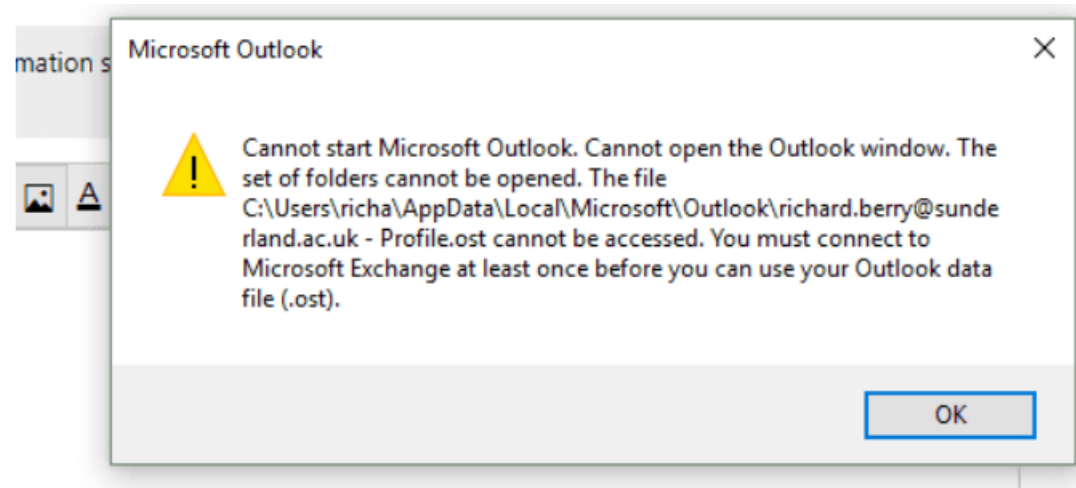 Microsoft Outlook
mation s
Cannot start Microsoft Outlook. Cannot open the Outlook window. The
set of folders cannot be opened. The file
A
C:\Users\richa\AppData\Local\Microsoft\Outlook\richard.berry@sunde
rland.ac.uk - Profile.ost cannot be accessed. You must connect to
Microsoft Exchange at least once before you can use your Outlook data
file (.ost).
OK